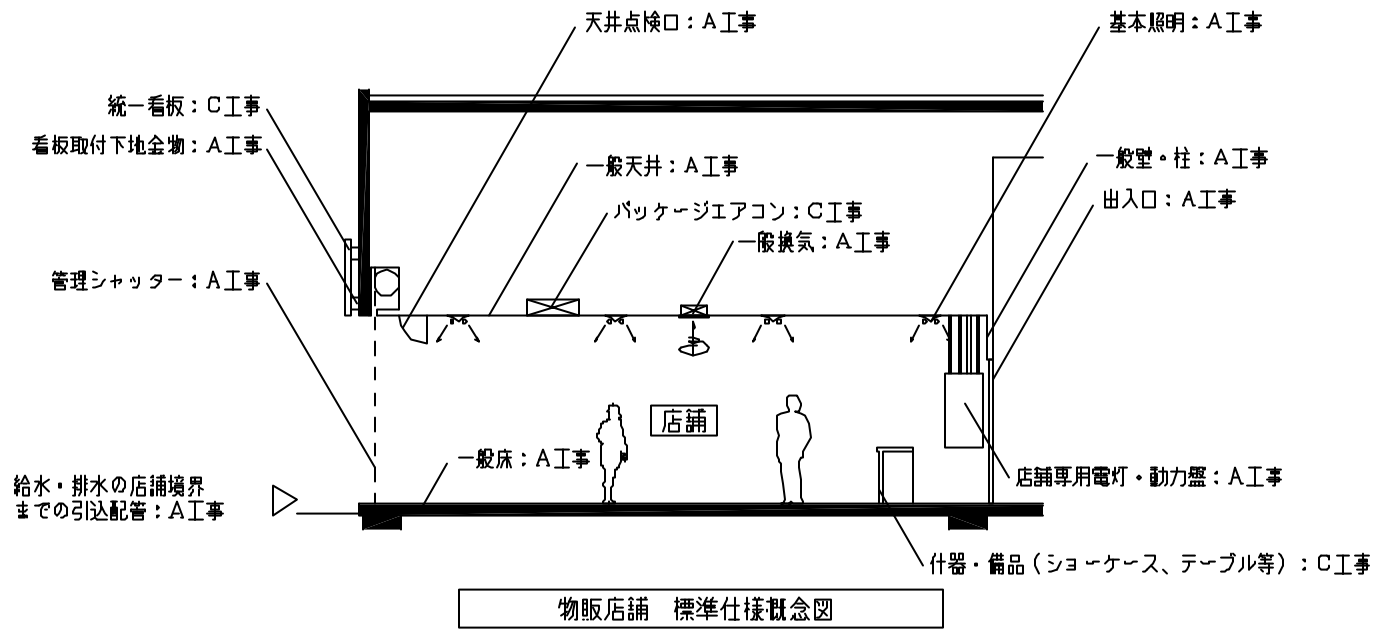 天井点検口：A工事
基本照明：A工事
統一看板：C工事
看板取付下地金物：A工事
一般天井：A工事
一般壁・柱：A工事
出入口：A工事
パッケージエアコン：C工事
一般換気：A工事
管理シャッター：A工事
店舗
一般床：A工事
給水・排水の店舗境界
までの引込配管：A工事
店舗専用電灯・動力盤：A工事
什器・備品（ショーケース、テーブル等）：C工事
物販店舗　標準仕様概念図